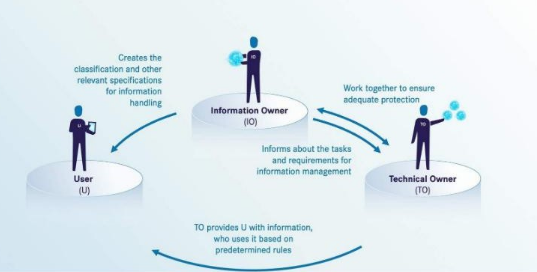 Creates the
classification and other
relevant specifications
for information
handling
IO
Information Owner
(IO)
Work together to ensure
adequate protection
U
User
(U)
Informs about the tasks
and requirements for
information management
TO
Technical Owner
(TO)
TO provides U with information,
who uses it based on
predetermined rules